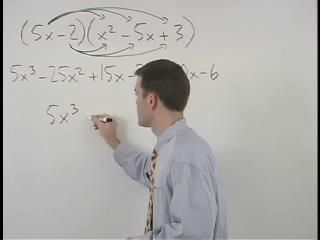 (5x-2)(x² -5x+3)
5x³ -25x² +15x- x-6
5x³